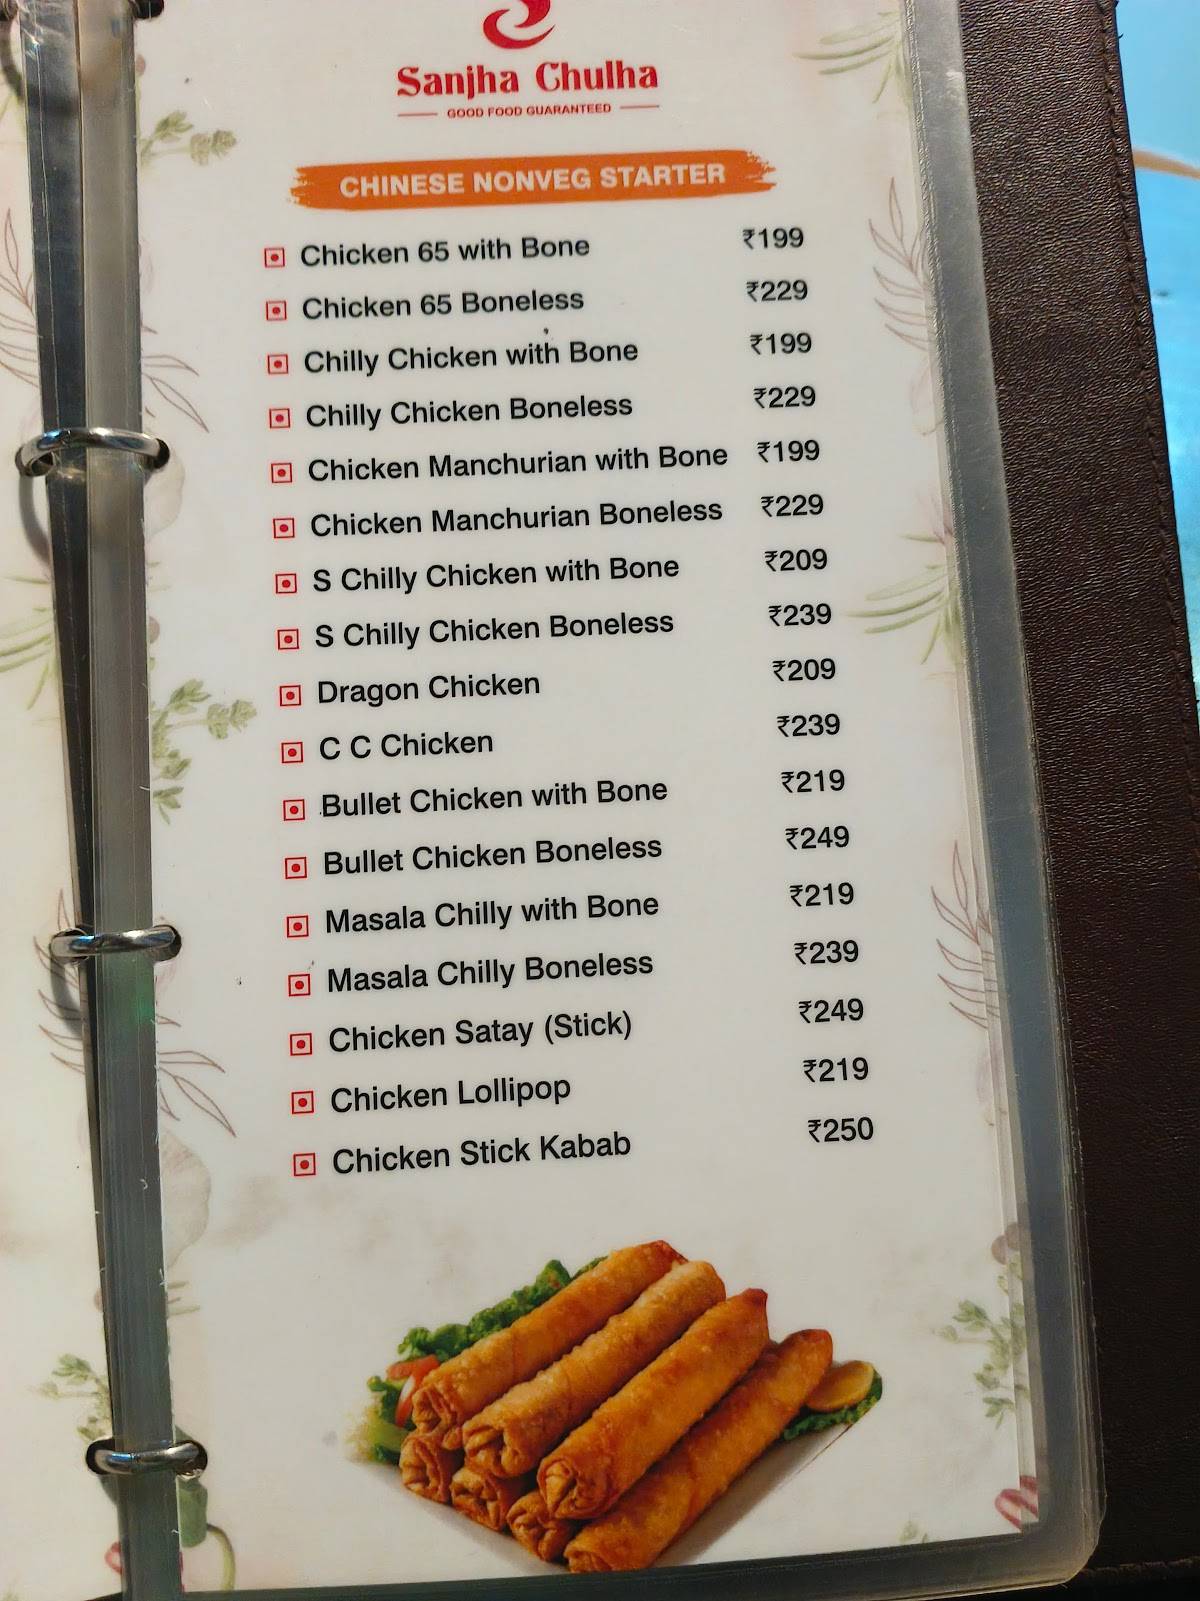 Sanjha Chulha
GOOD FOOD GUARANTEED
CHINESE NONVEG STARTER
Chicken 65 with Bone ₹199
Chicken 65 Boneless ₹229
Chilly Chicken with Bone ₹199
Chilly Chicken Boneless ₹229
Chicken Manchurian with Bone ₹199
Chicken Manchurian Boneless ₹229
S Chilly Chicken with Bone ₹209
S Chilly Chicken Boneless ₹239
Dragon Chicken ₹209
C C Chicken ₹239
Bullet Chicken with Bone ₹219
Bullet Chicken Boneless ₹249
Masala Chilly with Bone ₹219
Masala Chilly Boneless ₹239
Chicken Satay (Stick) ₹249
Chicken Lollipop ₹219
Chicken Stick Kabab ₹250